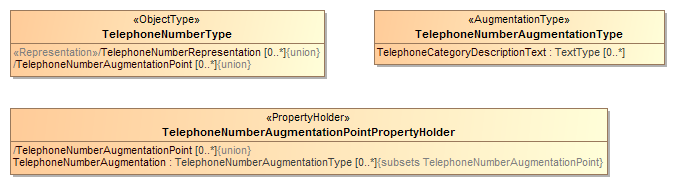 «ObjectType»
TelephoneNumberType
«Representation»/TelephoneNumberRepresentation [0..*]{union}
/TelephoneNumberAugmentationPoint [0..*]{union}
«AugmentationType»
TelephoneNumberAugmentationType
TelephoneCategoryDescriptionText : TextType [0..*]
«PropertyHolder»
TelephoneNumberAugmentationPointPropertyHolder
/TelephoneNumberAugmentationPoint [0..*]{union}
TelephoneNumberAugmentation : TelephoneNumberAugmentationType [0..*]{subsets TelephoneNumberAugmentationPoint}